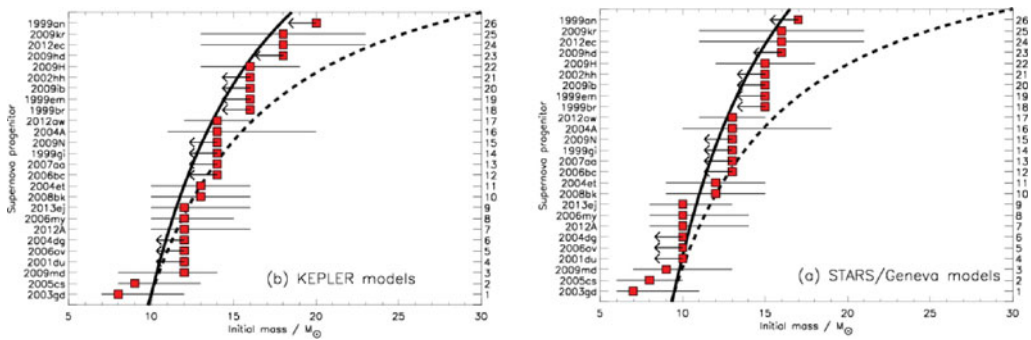 Supernova progenitor
1999an
2009kr
2012ec
2009hd
2009H
2002hh
2009ib
1999em
1999br
2012aw
2004A
2009N
1999gi
2007aa
2006bc
2004et
2008bk
2013ej
2006my
2012A
2004dg
2006ov
2001du
2009md
2005cs
2003gd
26
25
24
23
22
21
20
19
18
17
16
15
14
13
12
11
10
9
8
7
6
5
4
3
2
1
(b) KEPLER models
5 10 15 20 25 30
Initial mass / M☉
Supernova progenitor
1999an
2009kr
2012ec
2009hd
2009H
2002hh
2009ib
1999em
1999br
2012aw
2004A
2009N
1999gi
2007aa
2006bc
2004et
2008bk
2013ej
2006my
2012A
2004dg
2006ov
2001du
2009md
2005cs
2003gd
26
25
24
23
22
21
20
19
18
17
16
15
14
13
12
11
10
9
8
7
6
5
4
3
2
1
(a) STARS/Geneva models
5 10 15 20 25 30
Initial mass / M☉